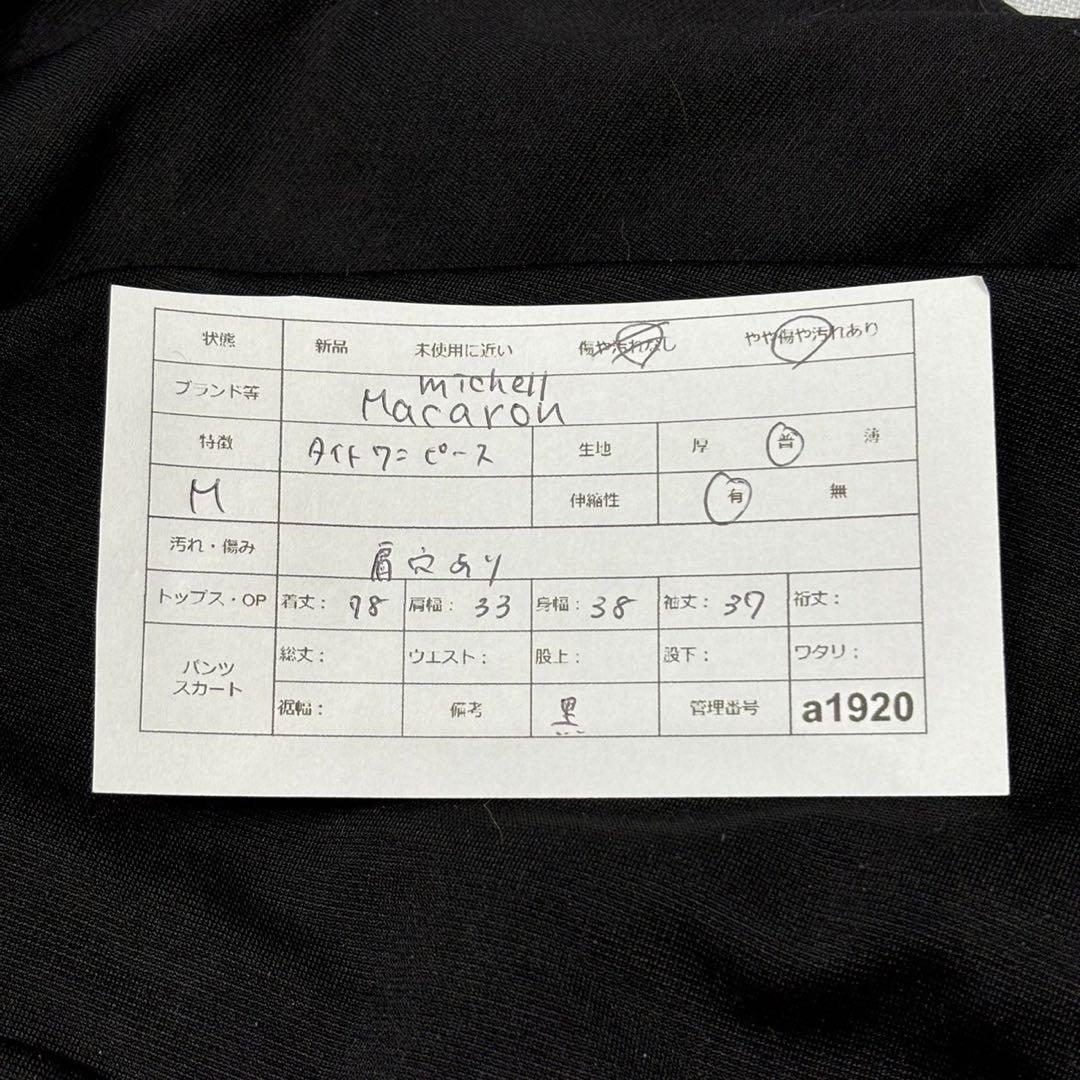 状態 新品 未使用に近い 傷や汚れなし やや傷や汚れあり
ブランド等 michell
Macaron
特徴 タイトワンピース 生地 厚 普 薄
M 伸縮性 有 無
汚れ・傷み 肩穴あり
トップス・OP 着丈: 78 肩幅: 33 身幅: 38 袖丈: 37 裄丈:
パンツ
スカート
総丈: ウエスト: 股上: 股下: ワタリ:
裾幅: 備考 黒 管理番号 a1920